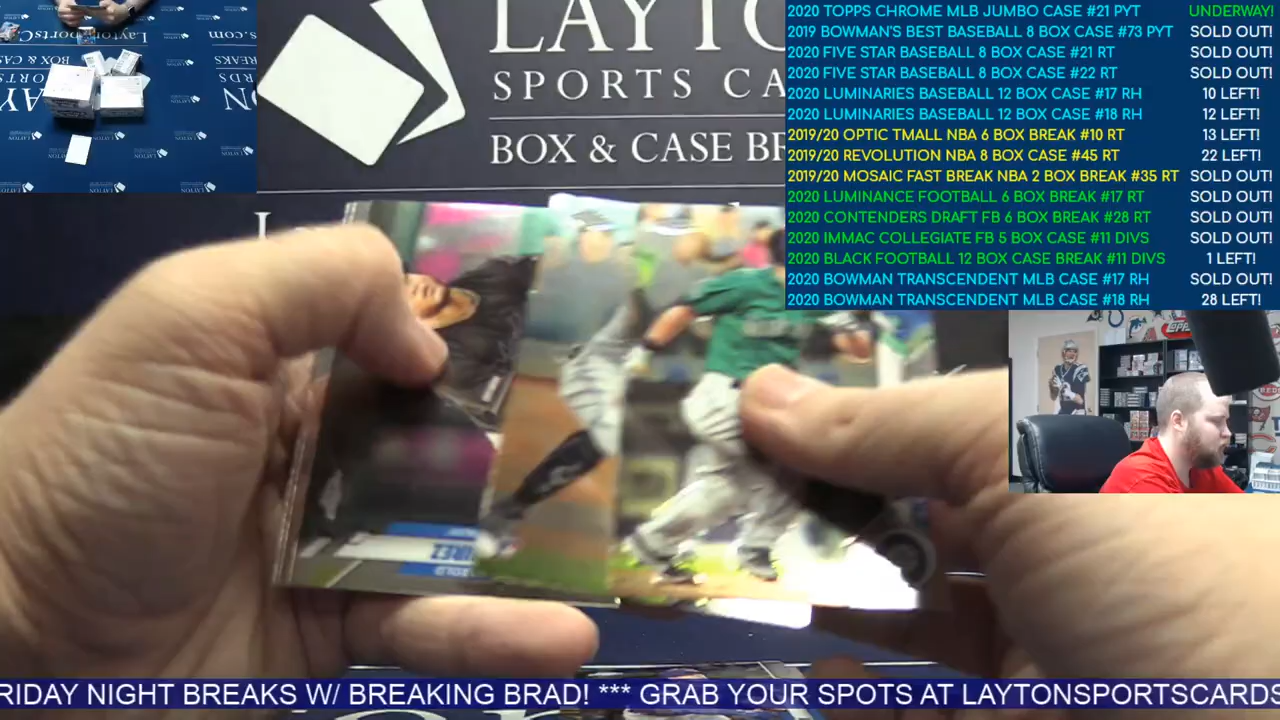 LAYTO
SPORTS CA
BOX & CASE BR
2020 TOPPS CHROME MLB JUMBO CASE #21 PYT UNDERWAY!
2019 BOWMAN'S BEST BASEBALL 8 BOX CASE #73 PYT SOLD OUT!
2020 FIVE STAR BASEBALL 8 BOX CASE #21 RT SOLD OUT!
2020 FIVE STAR BASEBALL 8 BOX CASE #22 RT SOLD OUT!
2020 LUMINARIES BASEBALL 12 BOX CASE #17 RH 10 LEFT!
2020 LUMINARIES BASEBALL 12 BOX CASE #18 RH 12 LEFT!
2019/20 OPTIC TMALL NBA 6 BOX BREAK #10 RT 13 LEFT!
2019/20 REVOLUTION NBA 8 BOX CASE #45 RT 22 LEFT!
2019/20 MOSAIC FAST BREAK NBA 2 BOX BREAK #35 RT SOLD OUT!
2020 LUMINANCE FOOTBALL 6 BOX BREAK #17 RT SOLD OUT!
2020 CONTENDERS DRAFT FB 6 BOX BREAK #28 RT SOLD OUT!
2020 IMMAC COLLEGIATE FB 5 BOX CASE #11 DIVS SOLD OUT!
2020 BLACK FOOTBALL 12 BOX CASE BREAK #11 DIVS 1 LEFT!
2020 BOWMAN TRANSCENDENT MLB CASE #17 RH SOLD OUT!
2020 BOWMAN TRANSCENDENT MLB CASE #18 RH 28 LEFT!
RIDAY NIGHT BREAKS W/ BREAKING BRAD! *** GRAB YOUR SPOTS AT LAYTONSPORTSCARDS